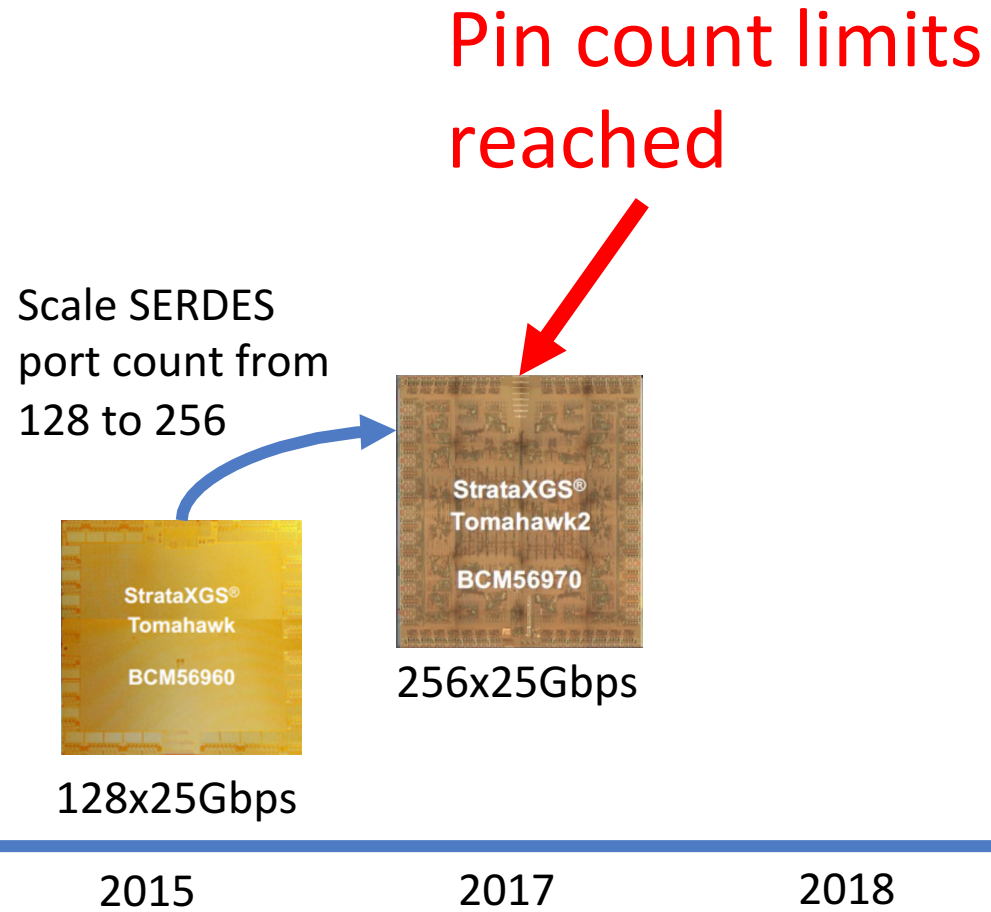 Pin count limits
reached
Scale SERDES
port count from
128 to 256
StrataXGS®
Tomahawk2
BCM56970
StrataXGS®
Tomahawk
BCM56960
256x25Gbps
128x25Gbps
2015
2017
2018